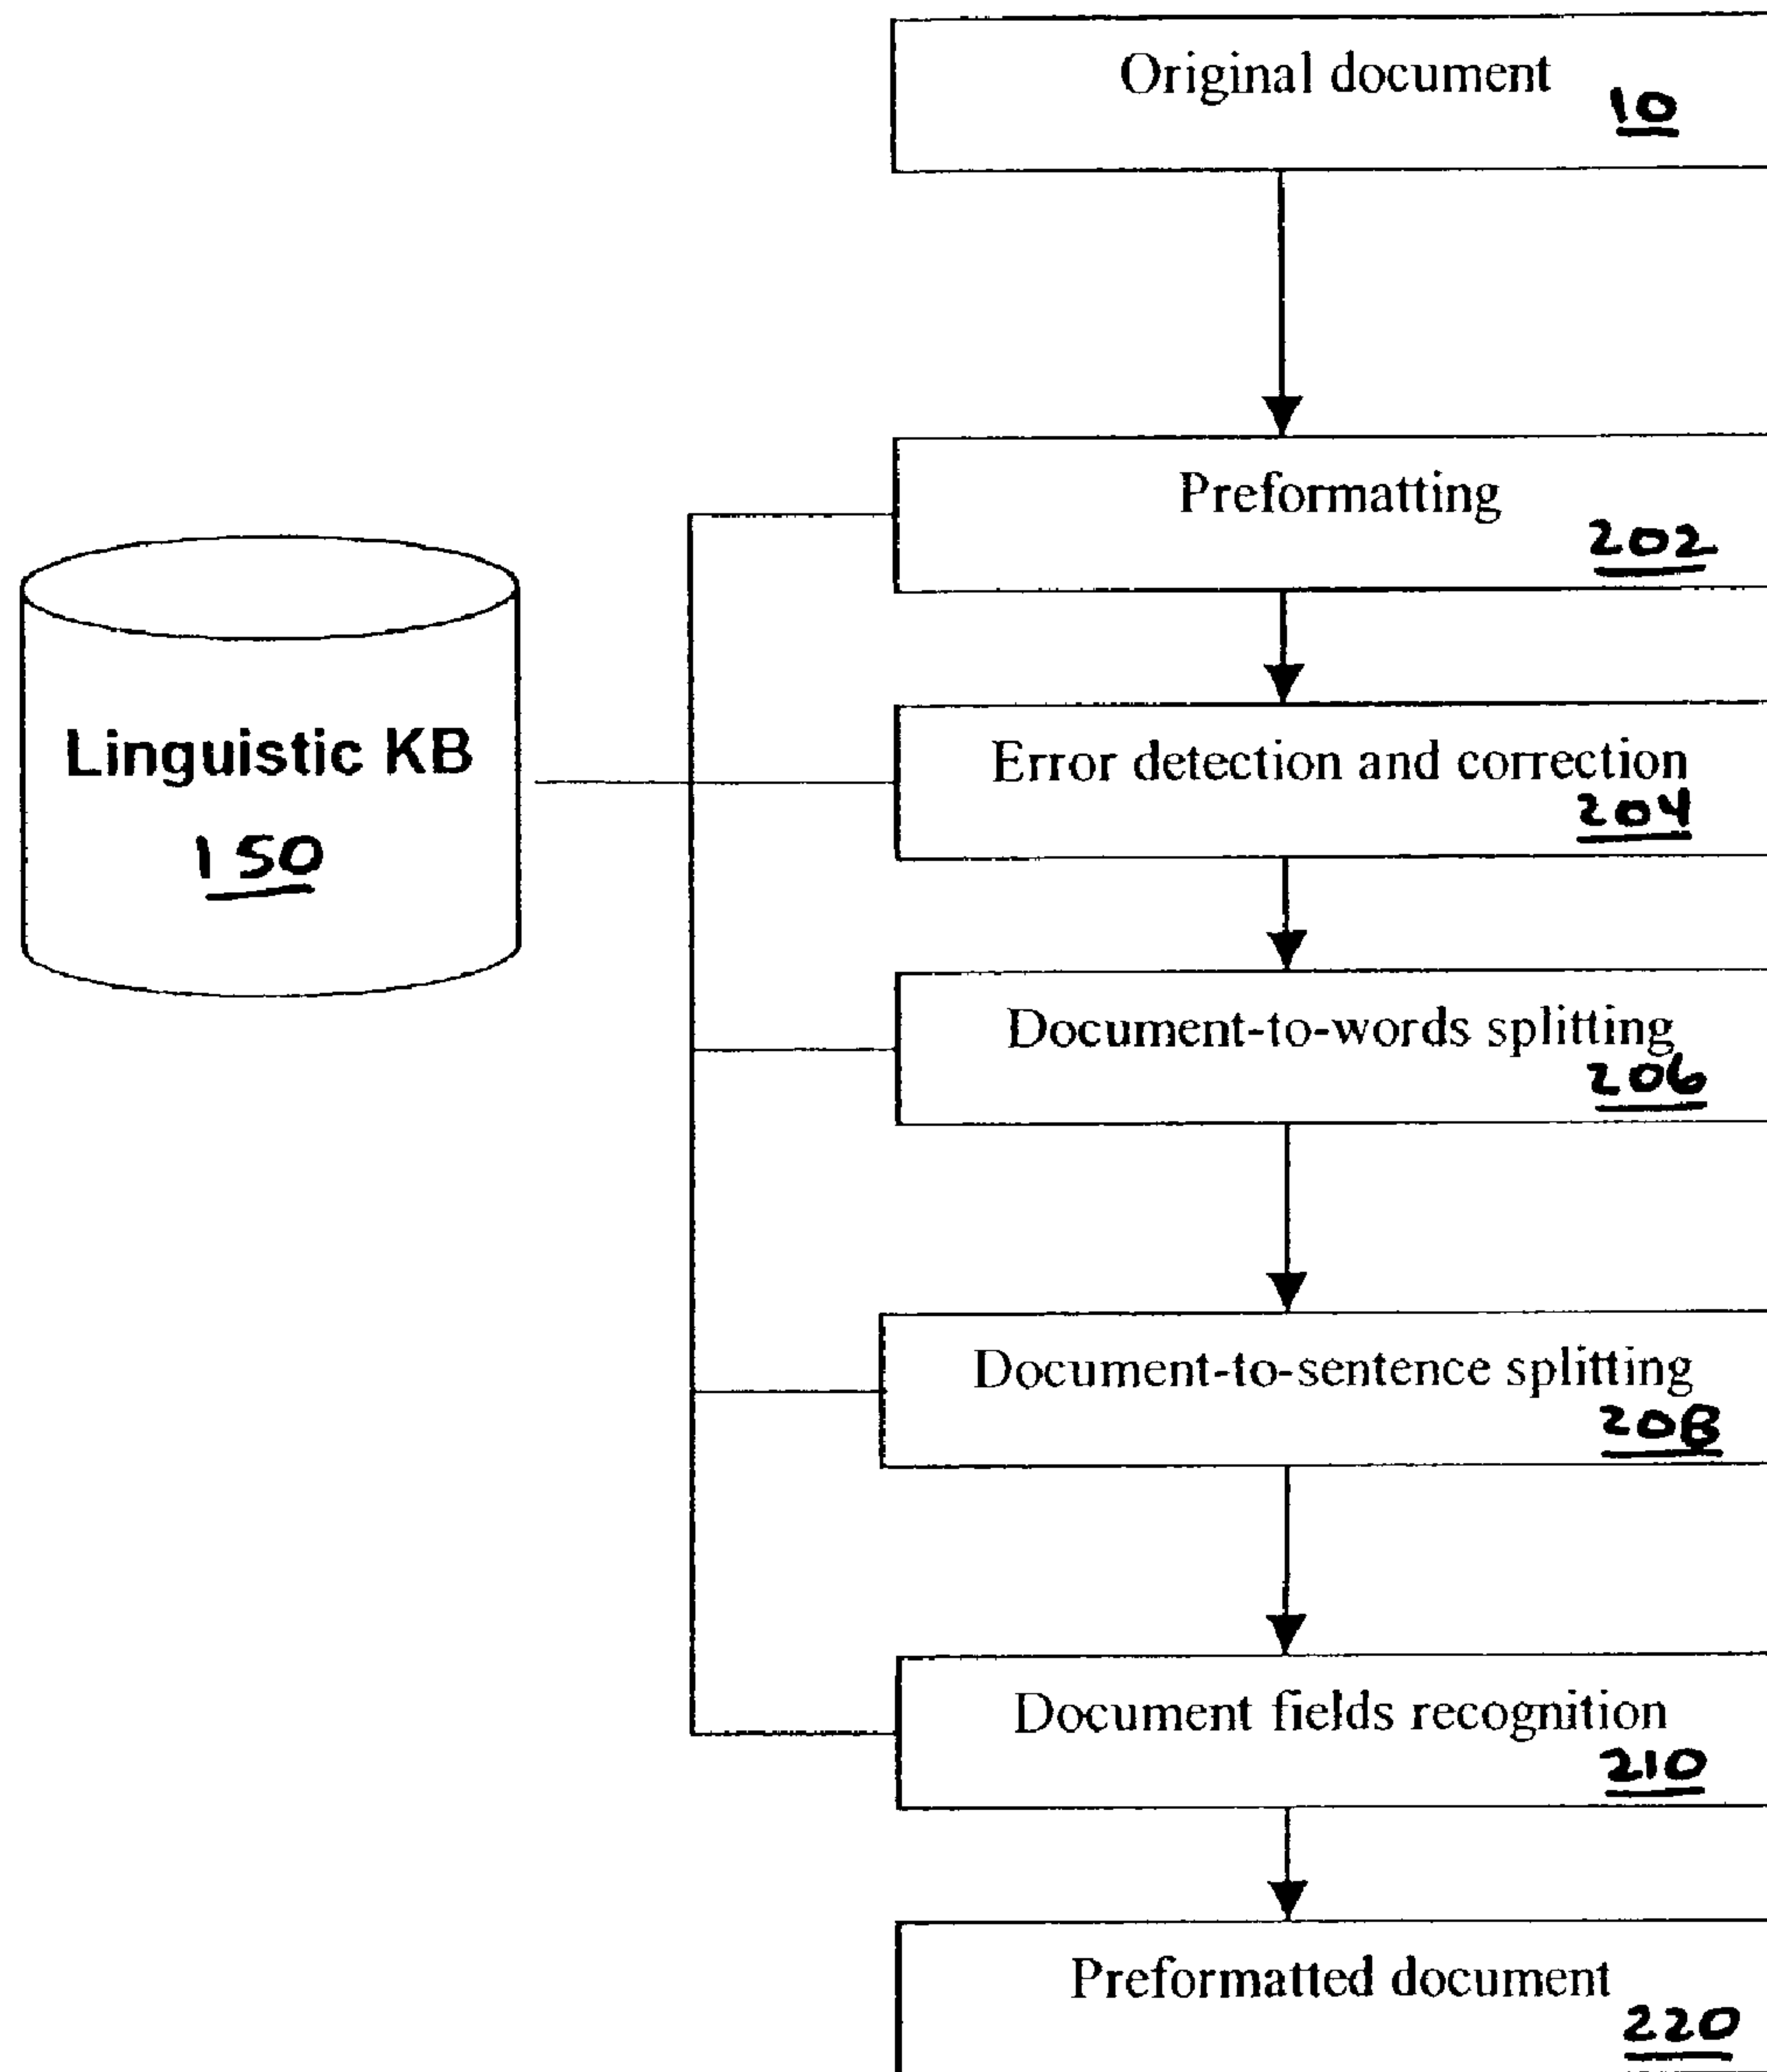 Original document
10
Preformatting
202
Linguistic KB
150
Error detection and correction
204
Document-to-words splitting
206
Document-to-sentence splitting
208
Document fields recognition
210
Preformatted document
220